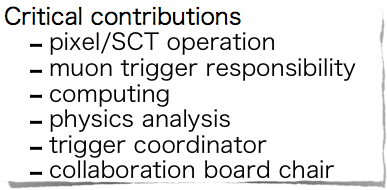 Critical contributions
- pixel/SCT operation
- muon trigger responsibility
- computing
- physics analysis
- trigger coordinator
- collaboration board chair